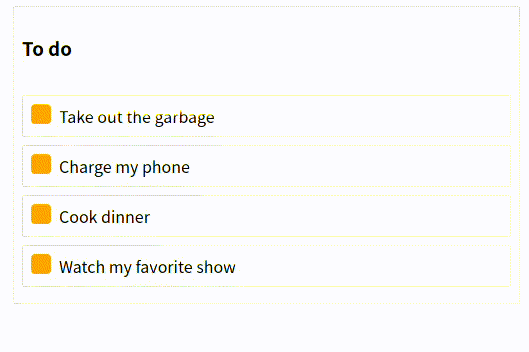 To do
Take out the garbage
Charge my phone
Cook dinner
Watch my favorite show